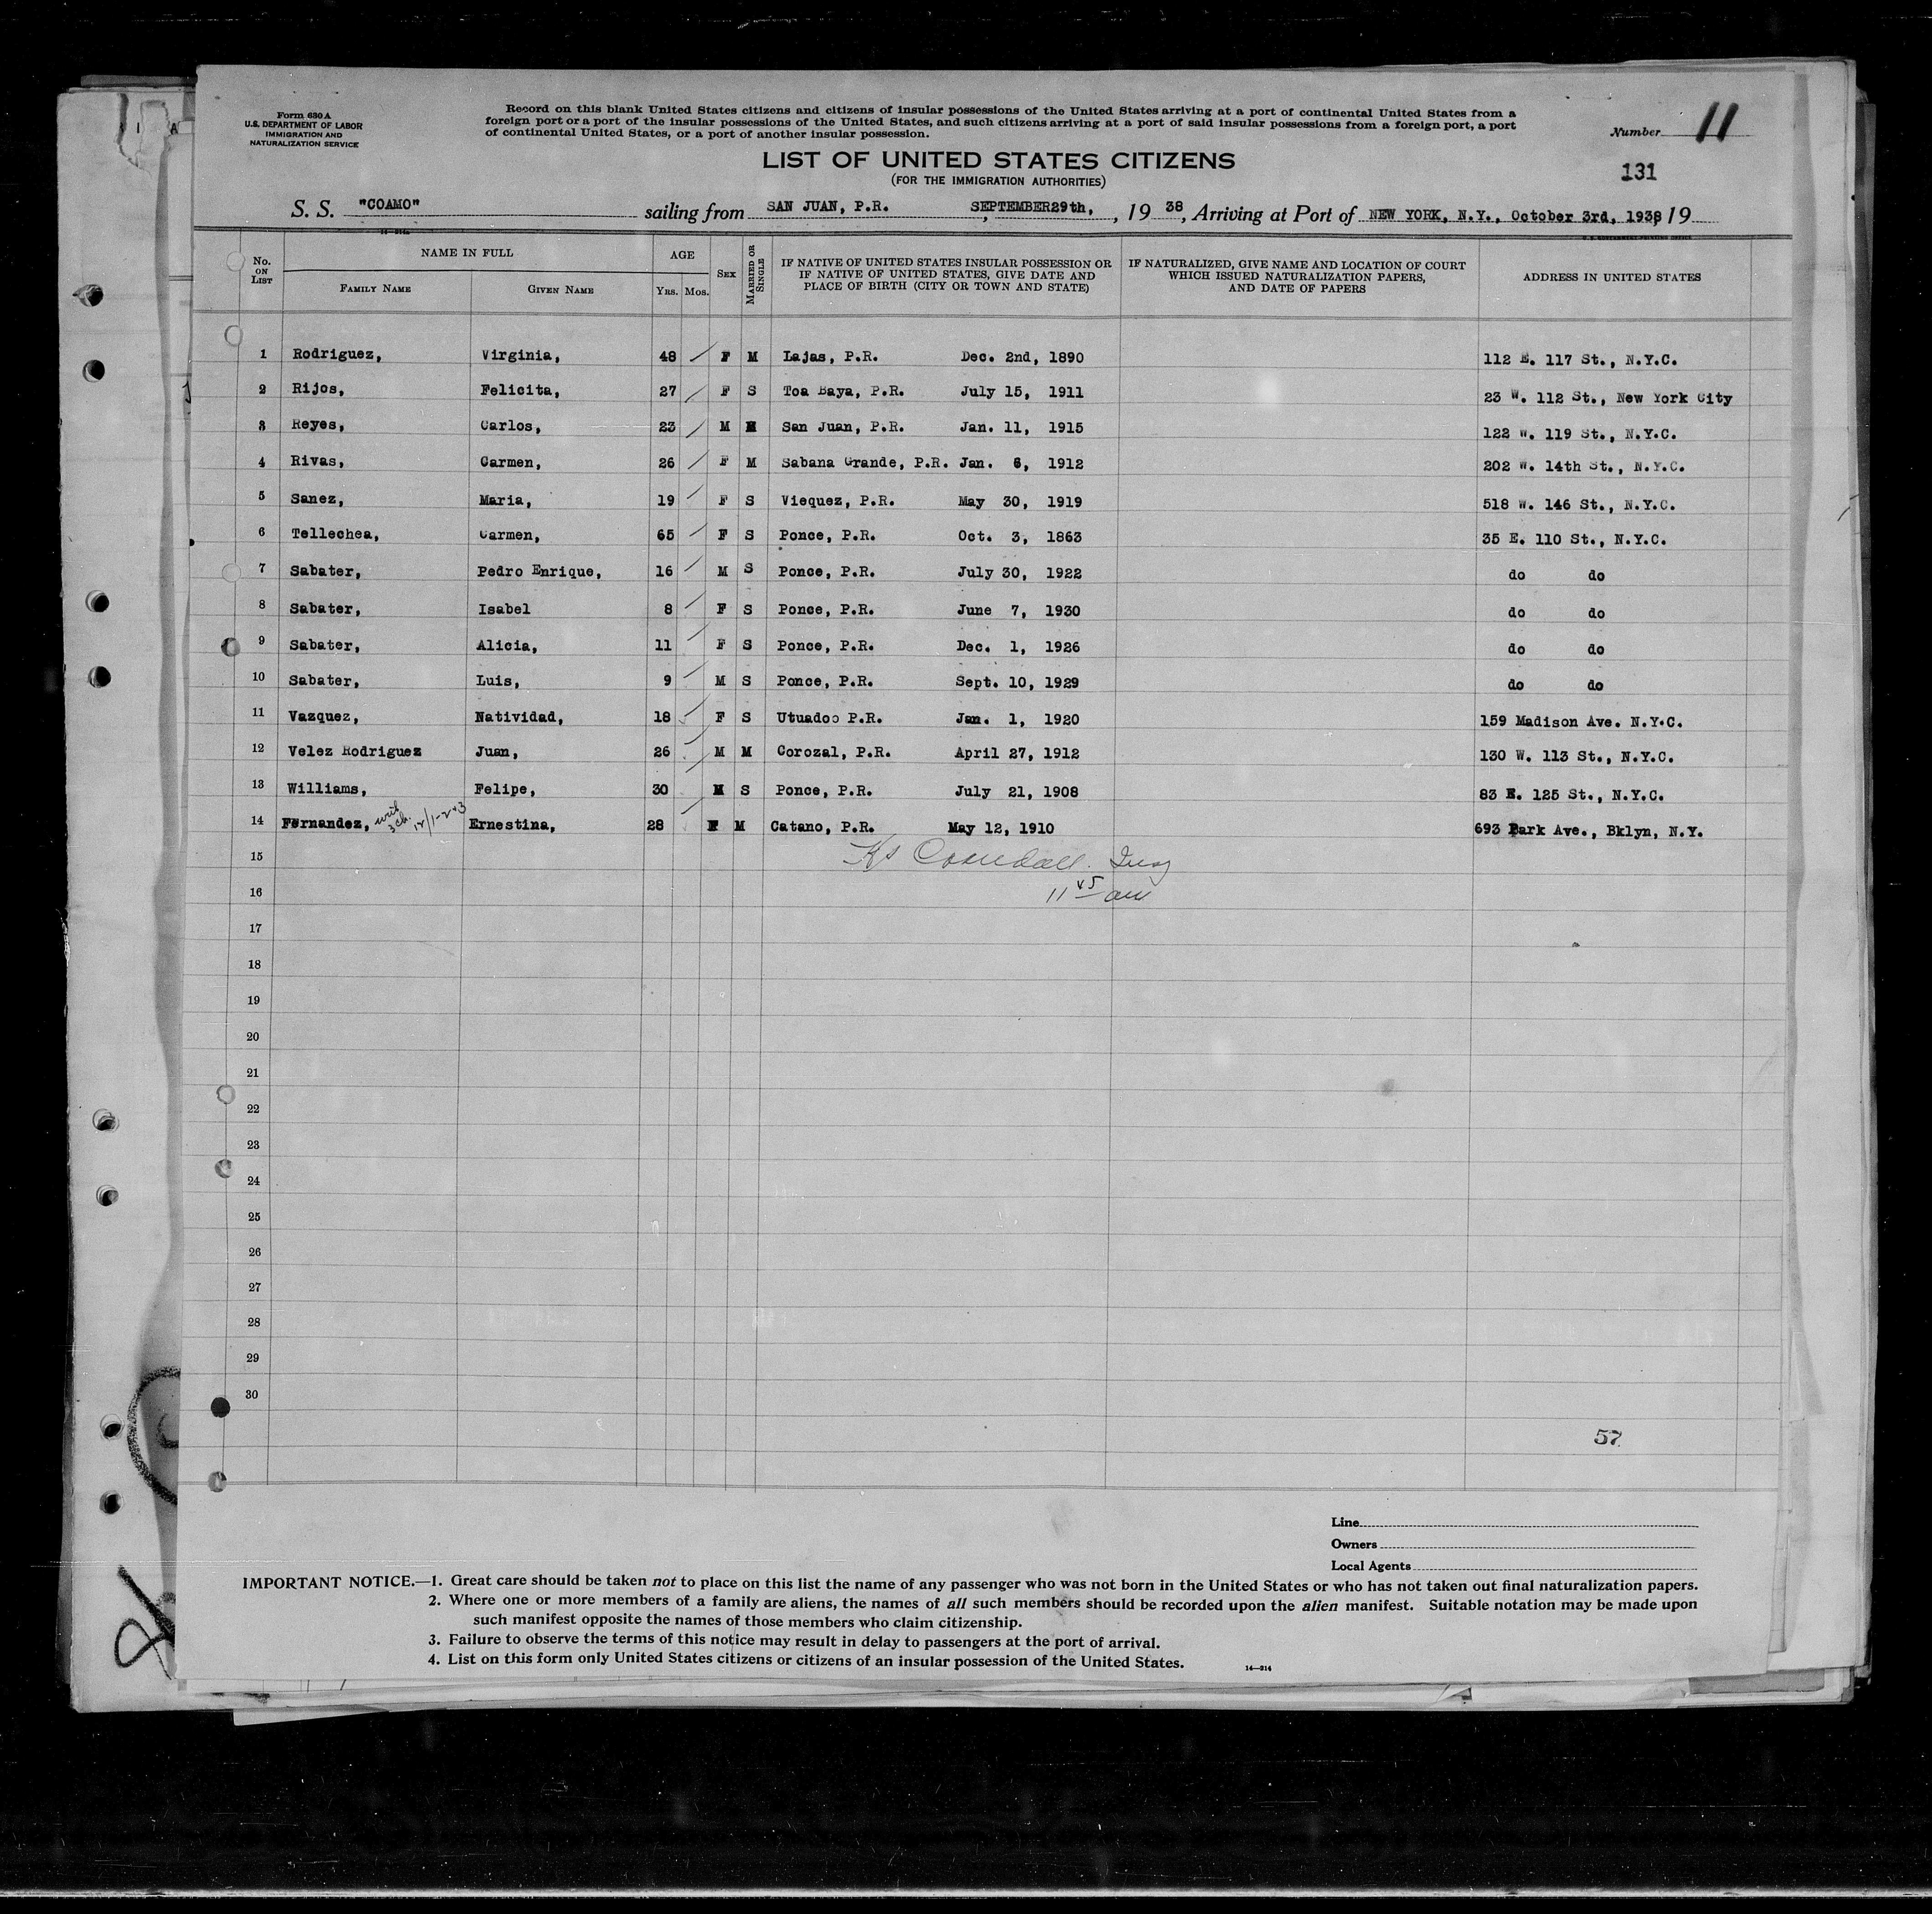 Form 630 A
U.S. DEPARTMENT OF LABOR
IMMIGRATION AND
NATURALIZATION SERVICE
Record on this blank United States citizens and citizens of insular possessions of the United States arriving at a port of continental United States from a
foreign port or a port of the insular possessions of the United States, and such citizens arriving at a port of said insular possessions from a foreign port, a port
of continental United States, or a port of another insular possession.
Number 11
LIST OF UNITED STATES CITIZENS
(FOR THE IMMIGRATION AUTHORITIES)
131
S. S. "COAMO" sailing from SAN JUAN, P.R. , SEPTEMBER29th, , 19 38, Arriving at Port of NEW YORK, N.Y., October 3rd, 1938, 19
No. ON LIST NAME IN FULL FAMILY NAME GIVEN NAME AGE YRS. MOS. SEX MARRIED OR SINGLE IF NATIVE OF UNITED STATES INSULAR POSSESSION OR IF NATIVE OF UNITED STATES, GIVE DATE AND PLACE OF BIRTH (CITY OR TOWN AND STATE) IF NATURALIZED, GIVE NAME AND LOCATION OF COURT WHICH ISSUED NATURALIZATION PAPERS, AND DATE OF PAPERS ADDRESS IN UNITED STATES
1 Rodriguez, Virginia, 48 F M Lajas, P.R. Dec. 2nd, 1890 112 E. 117 St., N.Y.C.
2 Rijos, Felicita, 27 F S Toa Baya, P.R. July 15, 1911 23 W. 112 St., New York City
3 Reyes, Carlos, 23 M M San Juan, P.R. Jan. 11, 1915 122 W. 119 St., N.Y.C.
4 Rivas, Carmen, 26 F M Sabana Grande, P.R. Jan. 6, 1912 202 W. 14th St., N.Y.C.
5 Sanez, Maria, 19 F S Viequez, P.R. May 30, 1919 518 W. 146 St., N.Y.C.
6 Tellechea, Carmen, 65 F S Ponce, P.R. Oct. 3, 1863 35 E. 110 St., N.Y.C.
7 Sabater, Pedro Enrique, 16 M S Ponce, P.R. July 30, 1922 do do
8 Sabater, Isabel 8 F S Ponce, P.R. June 7, 1930 do do
9 Sabater, Alicia, 11 F S Ponce, P.R. Dec. 1, 1926 do do
10 Sabater, Luis, 9 M S Ponce, P.R. Sept. 10, 1929 do do
11 Vazquez, Natividad, 18 F S Utuado P.R. Jan. 1, 1920 159 Madison Ave. N.Y.C.
12 Velez Rodriguez Juan, 26 M M Corozal, P.R. April 27, 1912 130 W. 113 St., N.Y.C.
13 Williams, Felipe, 30 M S Ponce, P.R. July 21, 1908 83 E. 125 St., N.Y.C.
14 Fernandez, Ernestina, 28 F M Catano, P.R. May 12, 1910 693 Park Ave., Bklyn, N.Y.
15
16 11 45 am
17
18
19
20
21
22
23
24
25
26
27
28
29
30
57
Line
Owners
Local Agents
IMPORTANT NOTICE.—1. Great care should be taken not to place on this list the name of any passenger who was not born in the United States or who has not taken out final naturalization papers.
2. Where one or more members of a family are aliens, the names of all such members should be recorded upon the alien manifest. Suitable notation may be made upon
such manifest opposite the names of those members who claim citizenship.
3. Failure to observe the terms of this notice may result in delay to passengers at the port of arrival.
4. List on this form only United States citizens or citizens of an insular possession of the United States.
14—314